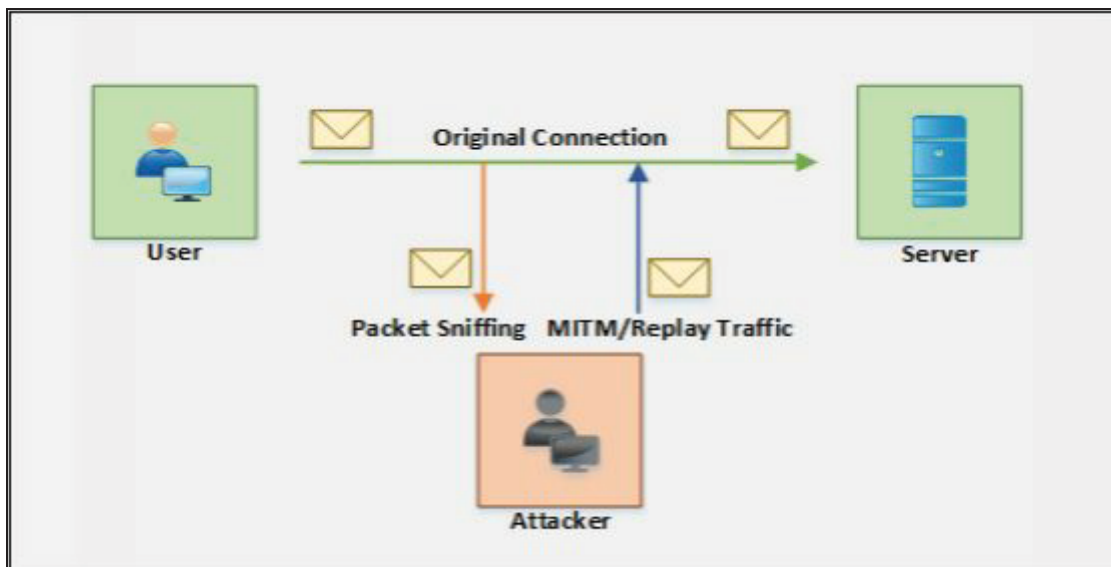 Original Connection
User
Server
Packet Sniffing
MITM/Replay Traffic
Attacker